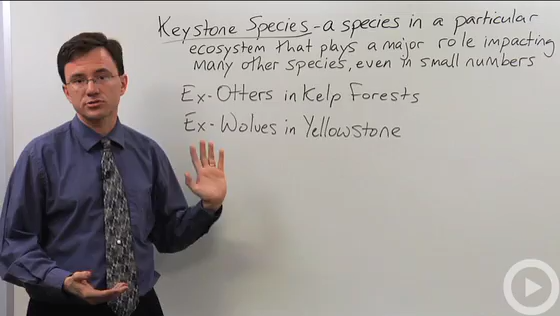 Keystone Species - a species in a particular
ecosystem that plays a major role impacting
many other species, even in small numbers
Ex- Otters in Kelp Forests
Ex- Wolves in Yellowstone